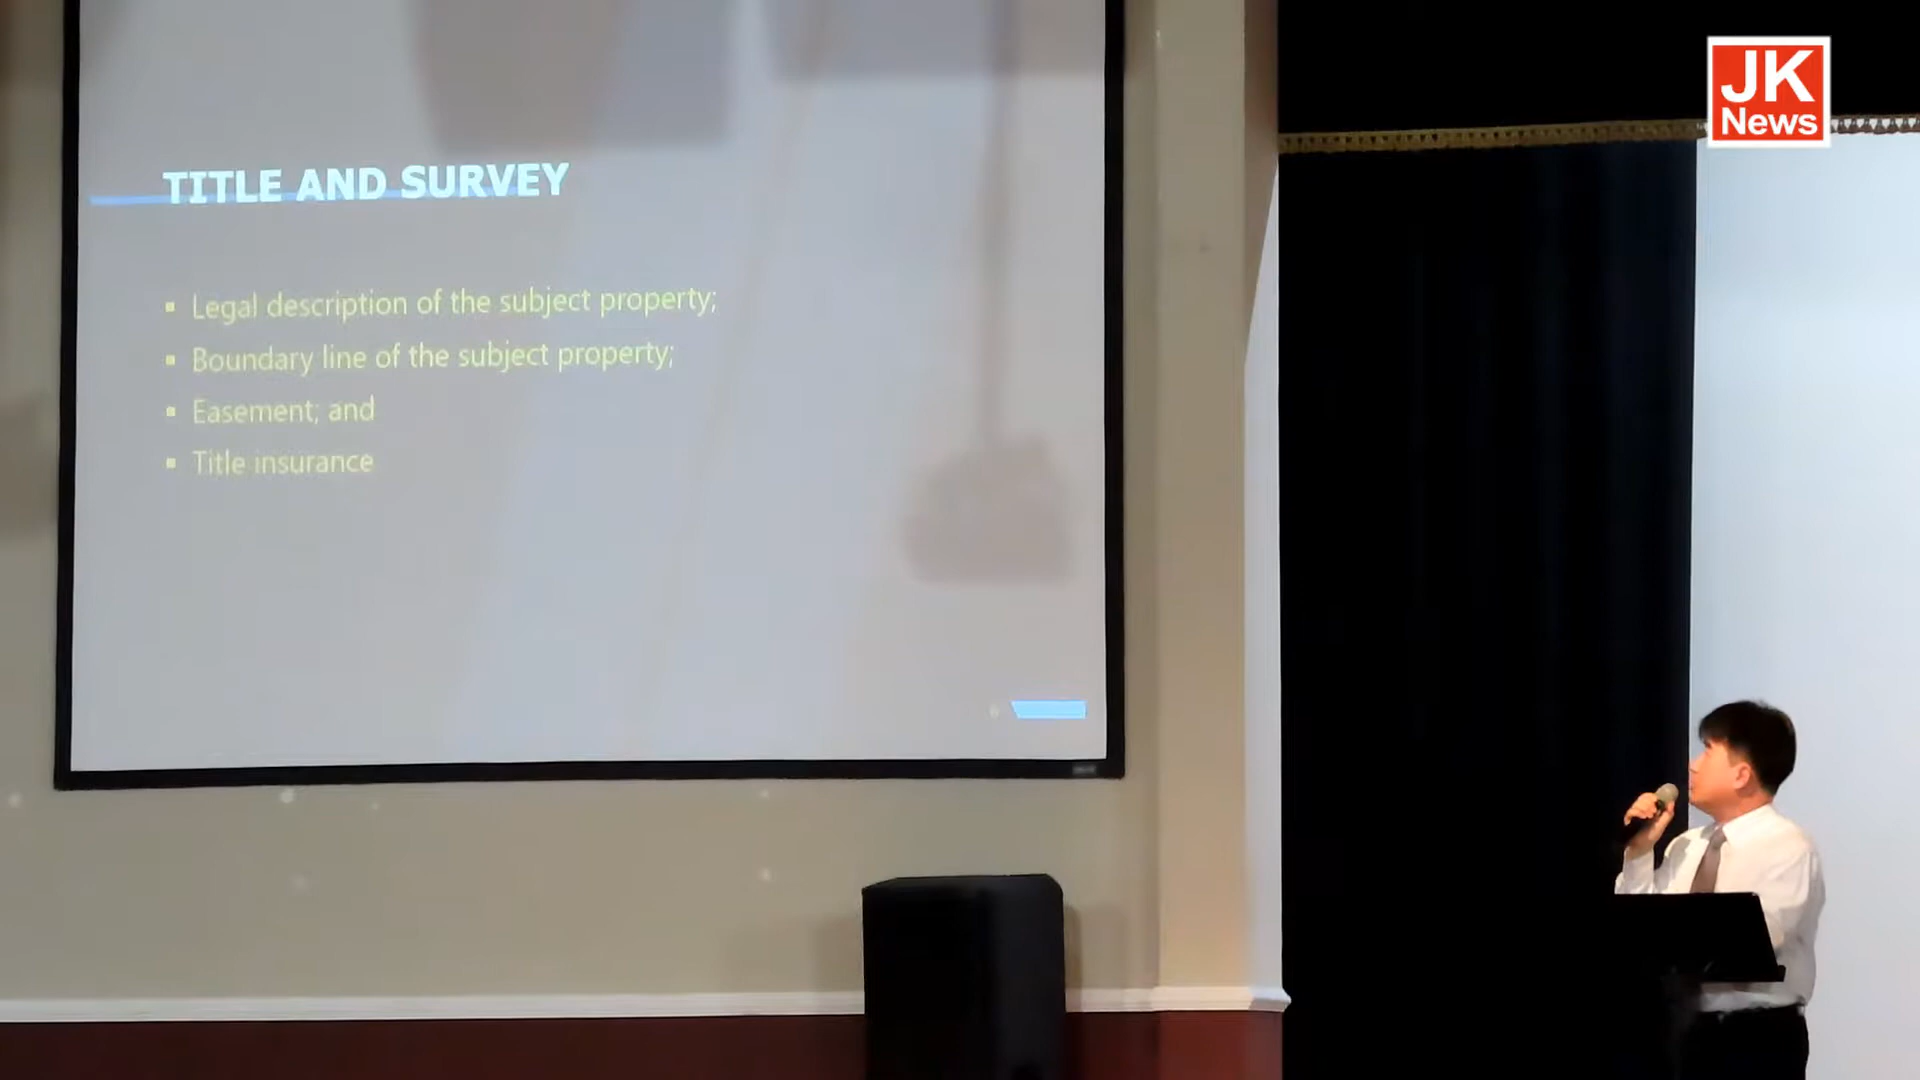 JK
News
TITLE AND SURVEY
▪ Legal description of the subject property;
▪ Boundary line of the subject property;
▪ Easement; and
▪ Title insurance